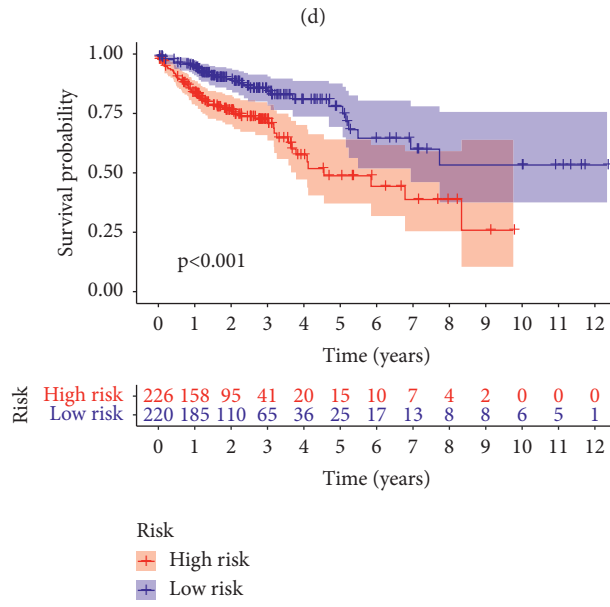 (d)
Survival probability
1.00
0.75
0.50
0.25
0.00
p<0.001
0 1 2 3 4 5 6 7 8 9 10 11 12
Time (years)
Risk
High risk 226 158 95 41 20 15 10 7 4 2 0 0 0
Low risk 220 185 110 65 36 25 17 13 8 8 6 5 1
0 1 2 3 4 5 6 7 8 9 10 11 12
Time (years)
Risk
High risk
Low risk